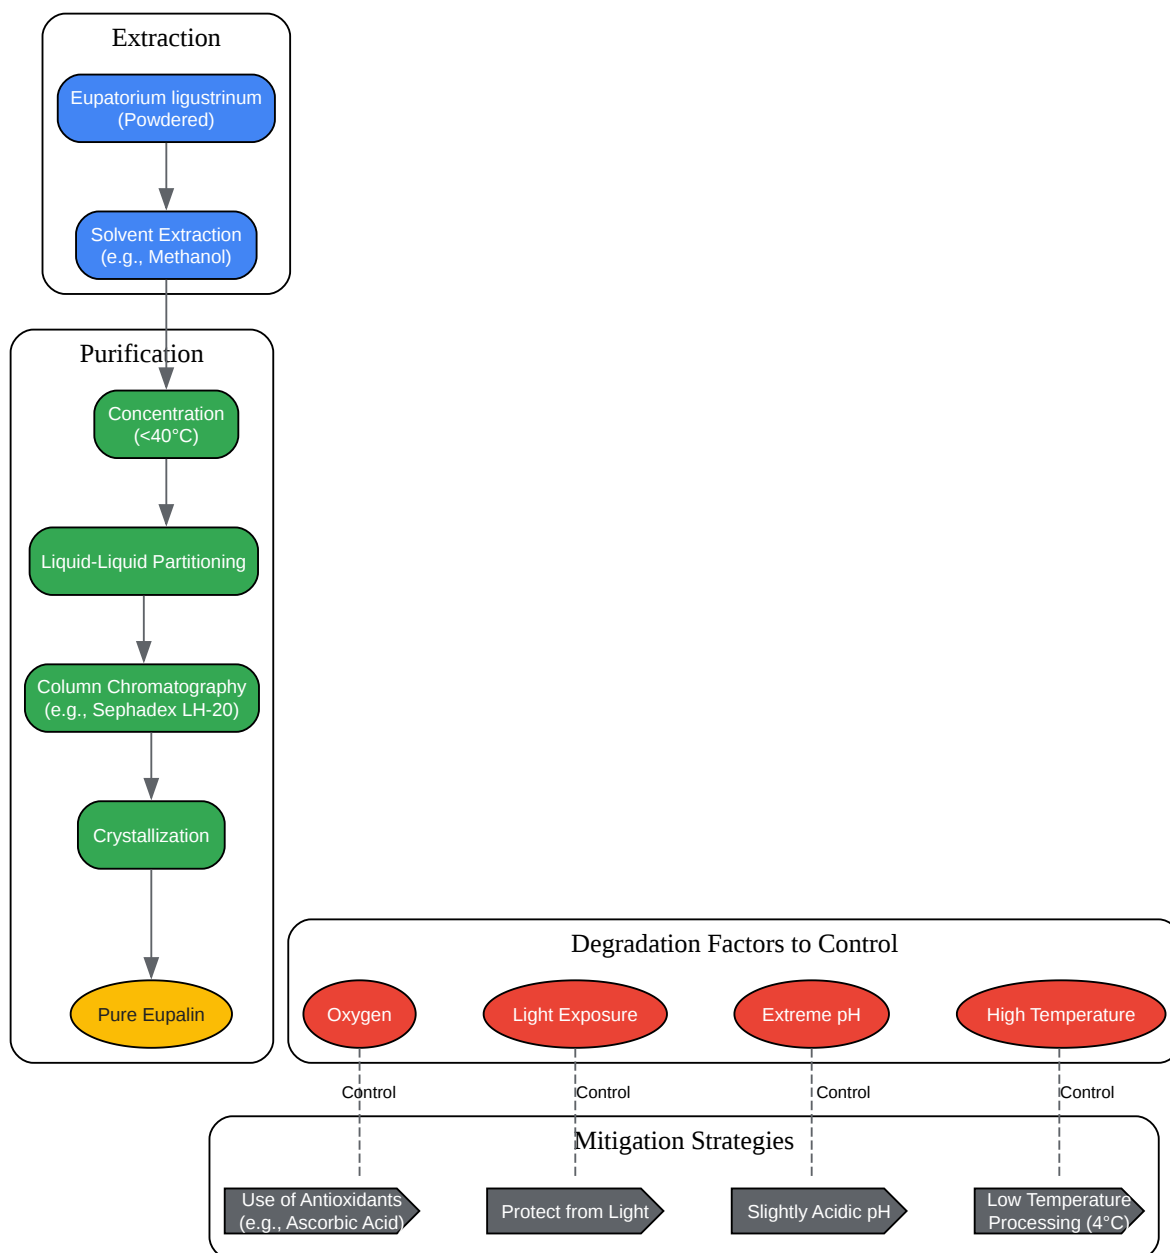 Extraction
Eupatorium ligustrinum
(Powdered)
Solvent Extraction
(e.g., Methanol)
Purification
Concentration
(<40°C)
Liquid-Liquid Partitioning
Column Chromatography
(e.g., Sephadex LH-20)
Crystallization
Pure Eupalin
Degradation Factors to Control
Oxygen
Light Exposure
Extreme pH
High Temperature
Control
Control
Control
Control
Mitigation Strategies
Use of Antioxidants
(e.g., Ascorbic Acid)
Protect from Light
Slightly Acidic pH
Low Temperature
Processing (4°C)